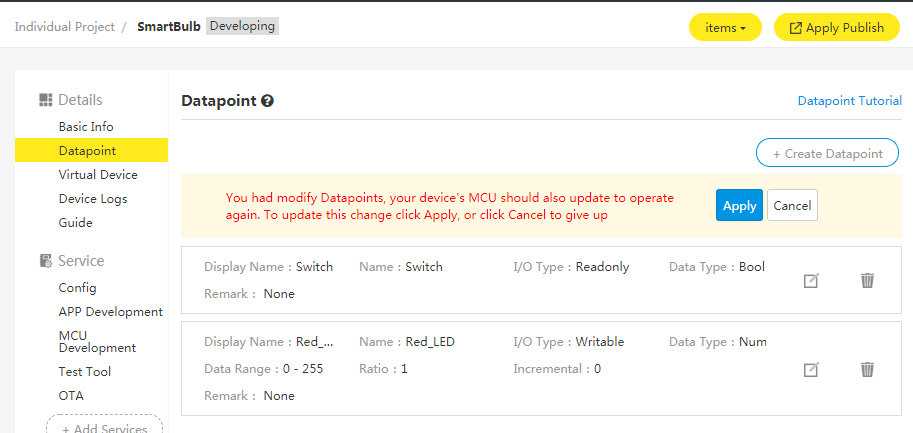 Individual Project / SmartBulb Developing
items
Apply Publish
Details
Basic Info
Datapoint
Virtual Device
Device Logs
Guide
Service
Config
APP Development
MCU
Development
Test Tool
OTA
+ Add Services
Datapoint ?
Datapoint Tutorial
+ Create Datapoint
You had modify Datapoints, your device's MCU should also update to operate
again. To update this change click Apply, or click Cancel to give up
Apply Cancel
Display Name : Switch Name : Switch I/O Type : Readonly Data Type : Bool
Remark : None
Display Name : Red_... Name : Red_LED I/O Type : Writable Data Type : Num
Data Range : 0 - 255 Ratio : 1 Incremental : 0
Remark : None